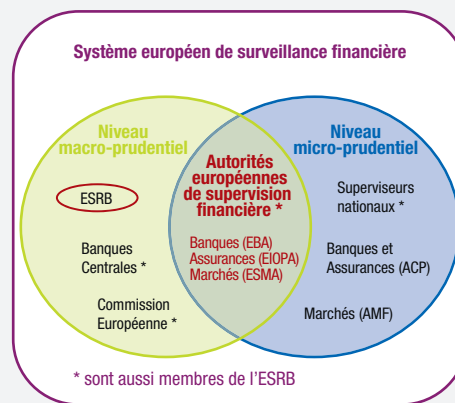 Système européen de surveillance financière
Niveau
macro-prudentiel
ESRB
Banques
Centrales *
Commission
Européenne *
Autorités
européennes
de supervision
financière *
Banques (EBA)
Assurances (EIOPA)
Marchés (ESMA)
Niveau
micro-prudentiel
Superviseurs
nationaux *
Banques et
Assurances (ACP)
Marchés (AMF)
* sont aussi membres de l'ESRB